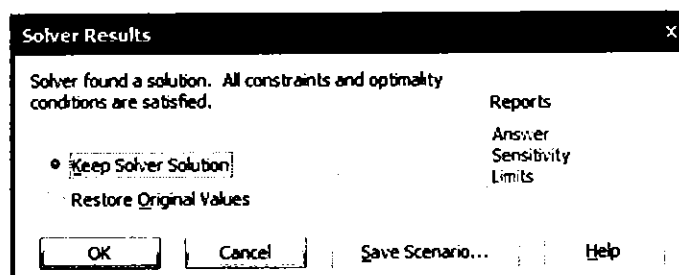 Solver Results X
Solver found a solution. All constraints and optimality
conditions are satisfied.
Reports
Answer
Sensitivity
Limits
Keep Solver Solution
Restore Original Values
OK Cancel Save Scenario... Help